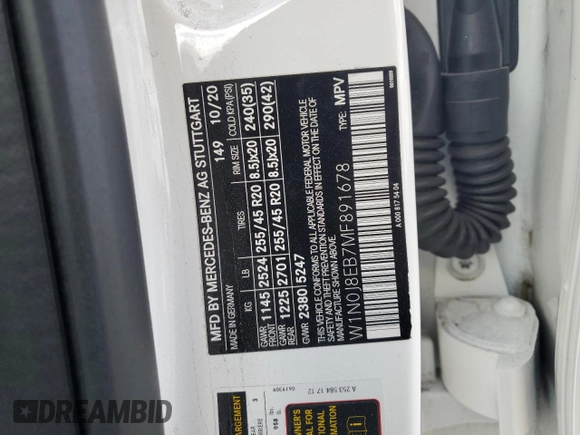 MFD BY MERCEDES-BENZ AG STUTTGART
MADE IN GERMANY 149 10/20
KG LB TIRES RIM SIZE COLD KPA(PSI)
GAWR FRONT 1145 2524 255/45 R20 8.5Jx20 240(35)
GAWR REAR 1225 2701 255/45 R20 8.5Jx20 290(42)
GVWR 2380 5247
THIS VEHICLE CONFORMS TO ALL APPLICABLE FEDERAL MOTOR VEHICLE
SAFETY AND THEFT PREVENTION STANDARDS IN EFFECT ON THE DATE OF
MANUFACTURE SHOWN ABOVE.
W1N0J8EB7MF891678 TYPE: MPV
A 000 817 54 04
A 253 584 17 12
3
DREAMBID